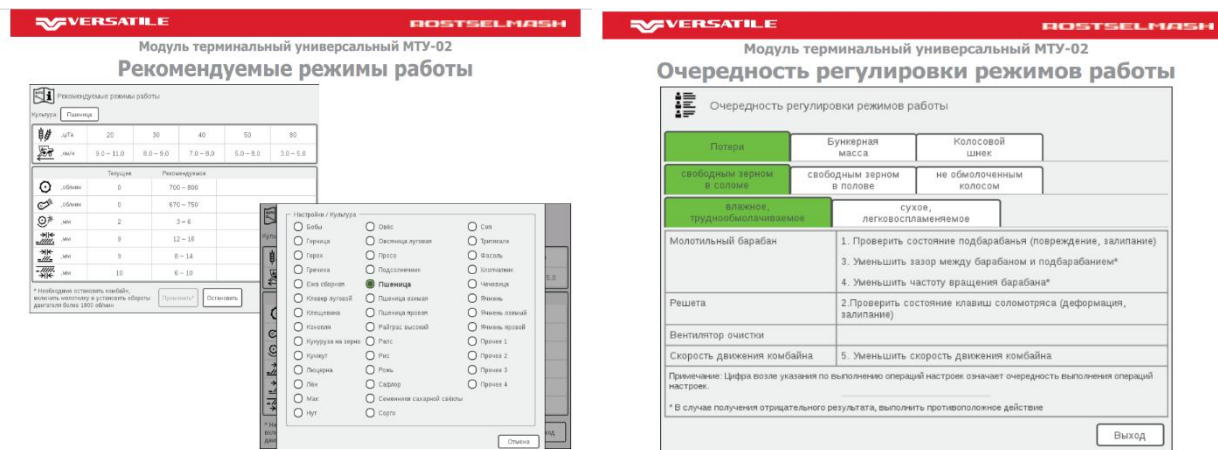 VERSATILE
ROSTSELMASH
Модуль терминальный универсальный МТУ-02
Рекомендуемые режимы работы
Рекомендуемые режимы работы
Культура Пшеница
,ц/га 20 30 40 50 80
,км/ч 9.0 – 11.0 8.0 – 9.0 7.0 – 8.0 5.0 – 8.0 3.0 – 5.0
Текущие Рекомендуемые
,об/мин 0 700 – 800
,об/мин 0 670 – 750
,мм 2 3 – 6
,мм 9 12 – 16
,мм 9 8 – 14
,мм 10 6 – 10
* Необходимо остановить комбайн,
включить молотилку и установить обороты
двигателя более 1800 об/мин
Применить*
Остановить
Настройки / Культура
Бобы Овёс Соя
Горчица Овсяница луговая Тритикале
Горох Просо Фасоль
Гречиха Подсолнечник Хлопчатник
Ежа сборная Пшеница Чечевица
Клевер луговой Пшеница озимая Ячмень
Клещевина Пшеница яровая Ячмень озимый
Конопля Райграс высокий Ячмень яровой
Кукуруза на зерно Рапс Прочее 1
Кунжут Рис Прочее 2
Люцерна Рожь Прочее 3
Лён Сафлор Прочее 4
Мак Семенники сахарной свёклы
Нут Сорго
Отмена
VERSATILE
ROSTSELMASH
Модуль терминальный универсальный МТУ-02
Очередность регулировки режимов работы
Очередность регулировки режимов работы
Потери
Бункерная масса
Колосовой шнек
свободным зерном в соломе
свободным зерном в полове
не обмолоченным колосом
влажное, труднообмолачиваемое
сухое, легковоспламеняемое
Молотильный барабан
1. Проверить состояние подбарабанья (повреждение, залипание)
3. Уменьшить зазор между барабаном и подбарабанием*
4. Уменьшить частоту вращения барабана*
Решета
2.Проверить состояние клавиш соломотряса (деформация,
залипание)
Вентилятор очистки
Скорость движения комбайна
5. Уменьшить скорость движения комбайна
Примечание: Цифра возле указания по выполнению операций настроек означает очередность выполнения операций
настроек.
* В случае получения отрицательного результата, выполнить противоположное действие
Выход